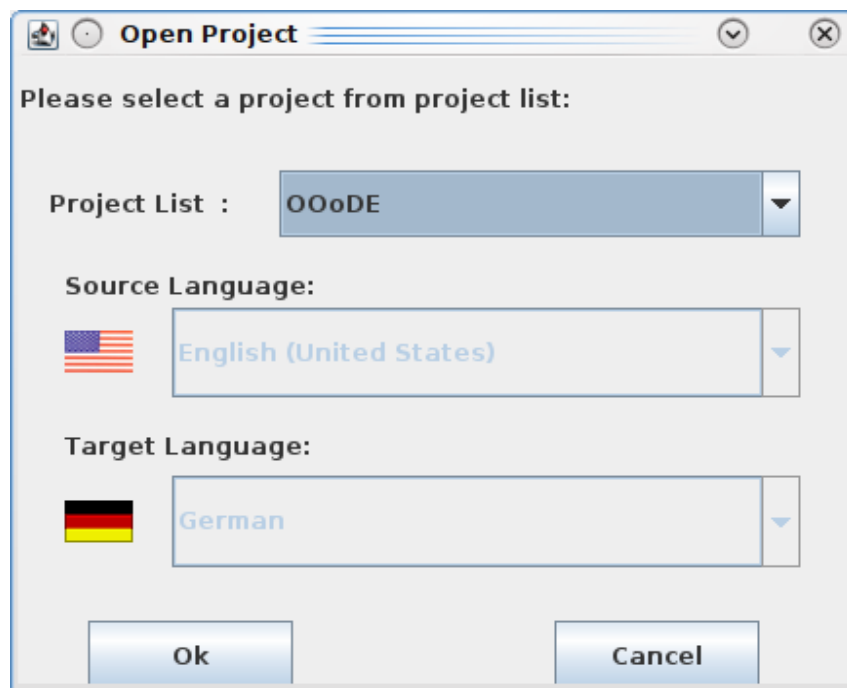 Open Project
Please select a project from project list:
Project List : OOoDE
Source Language:
English (United States)
Target Language:
German
Ok Cancel